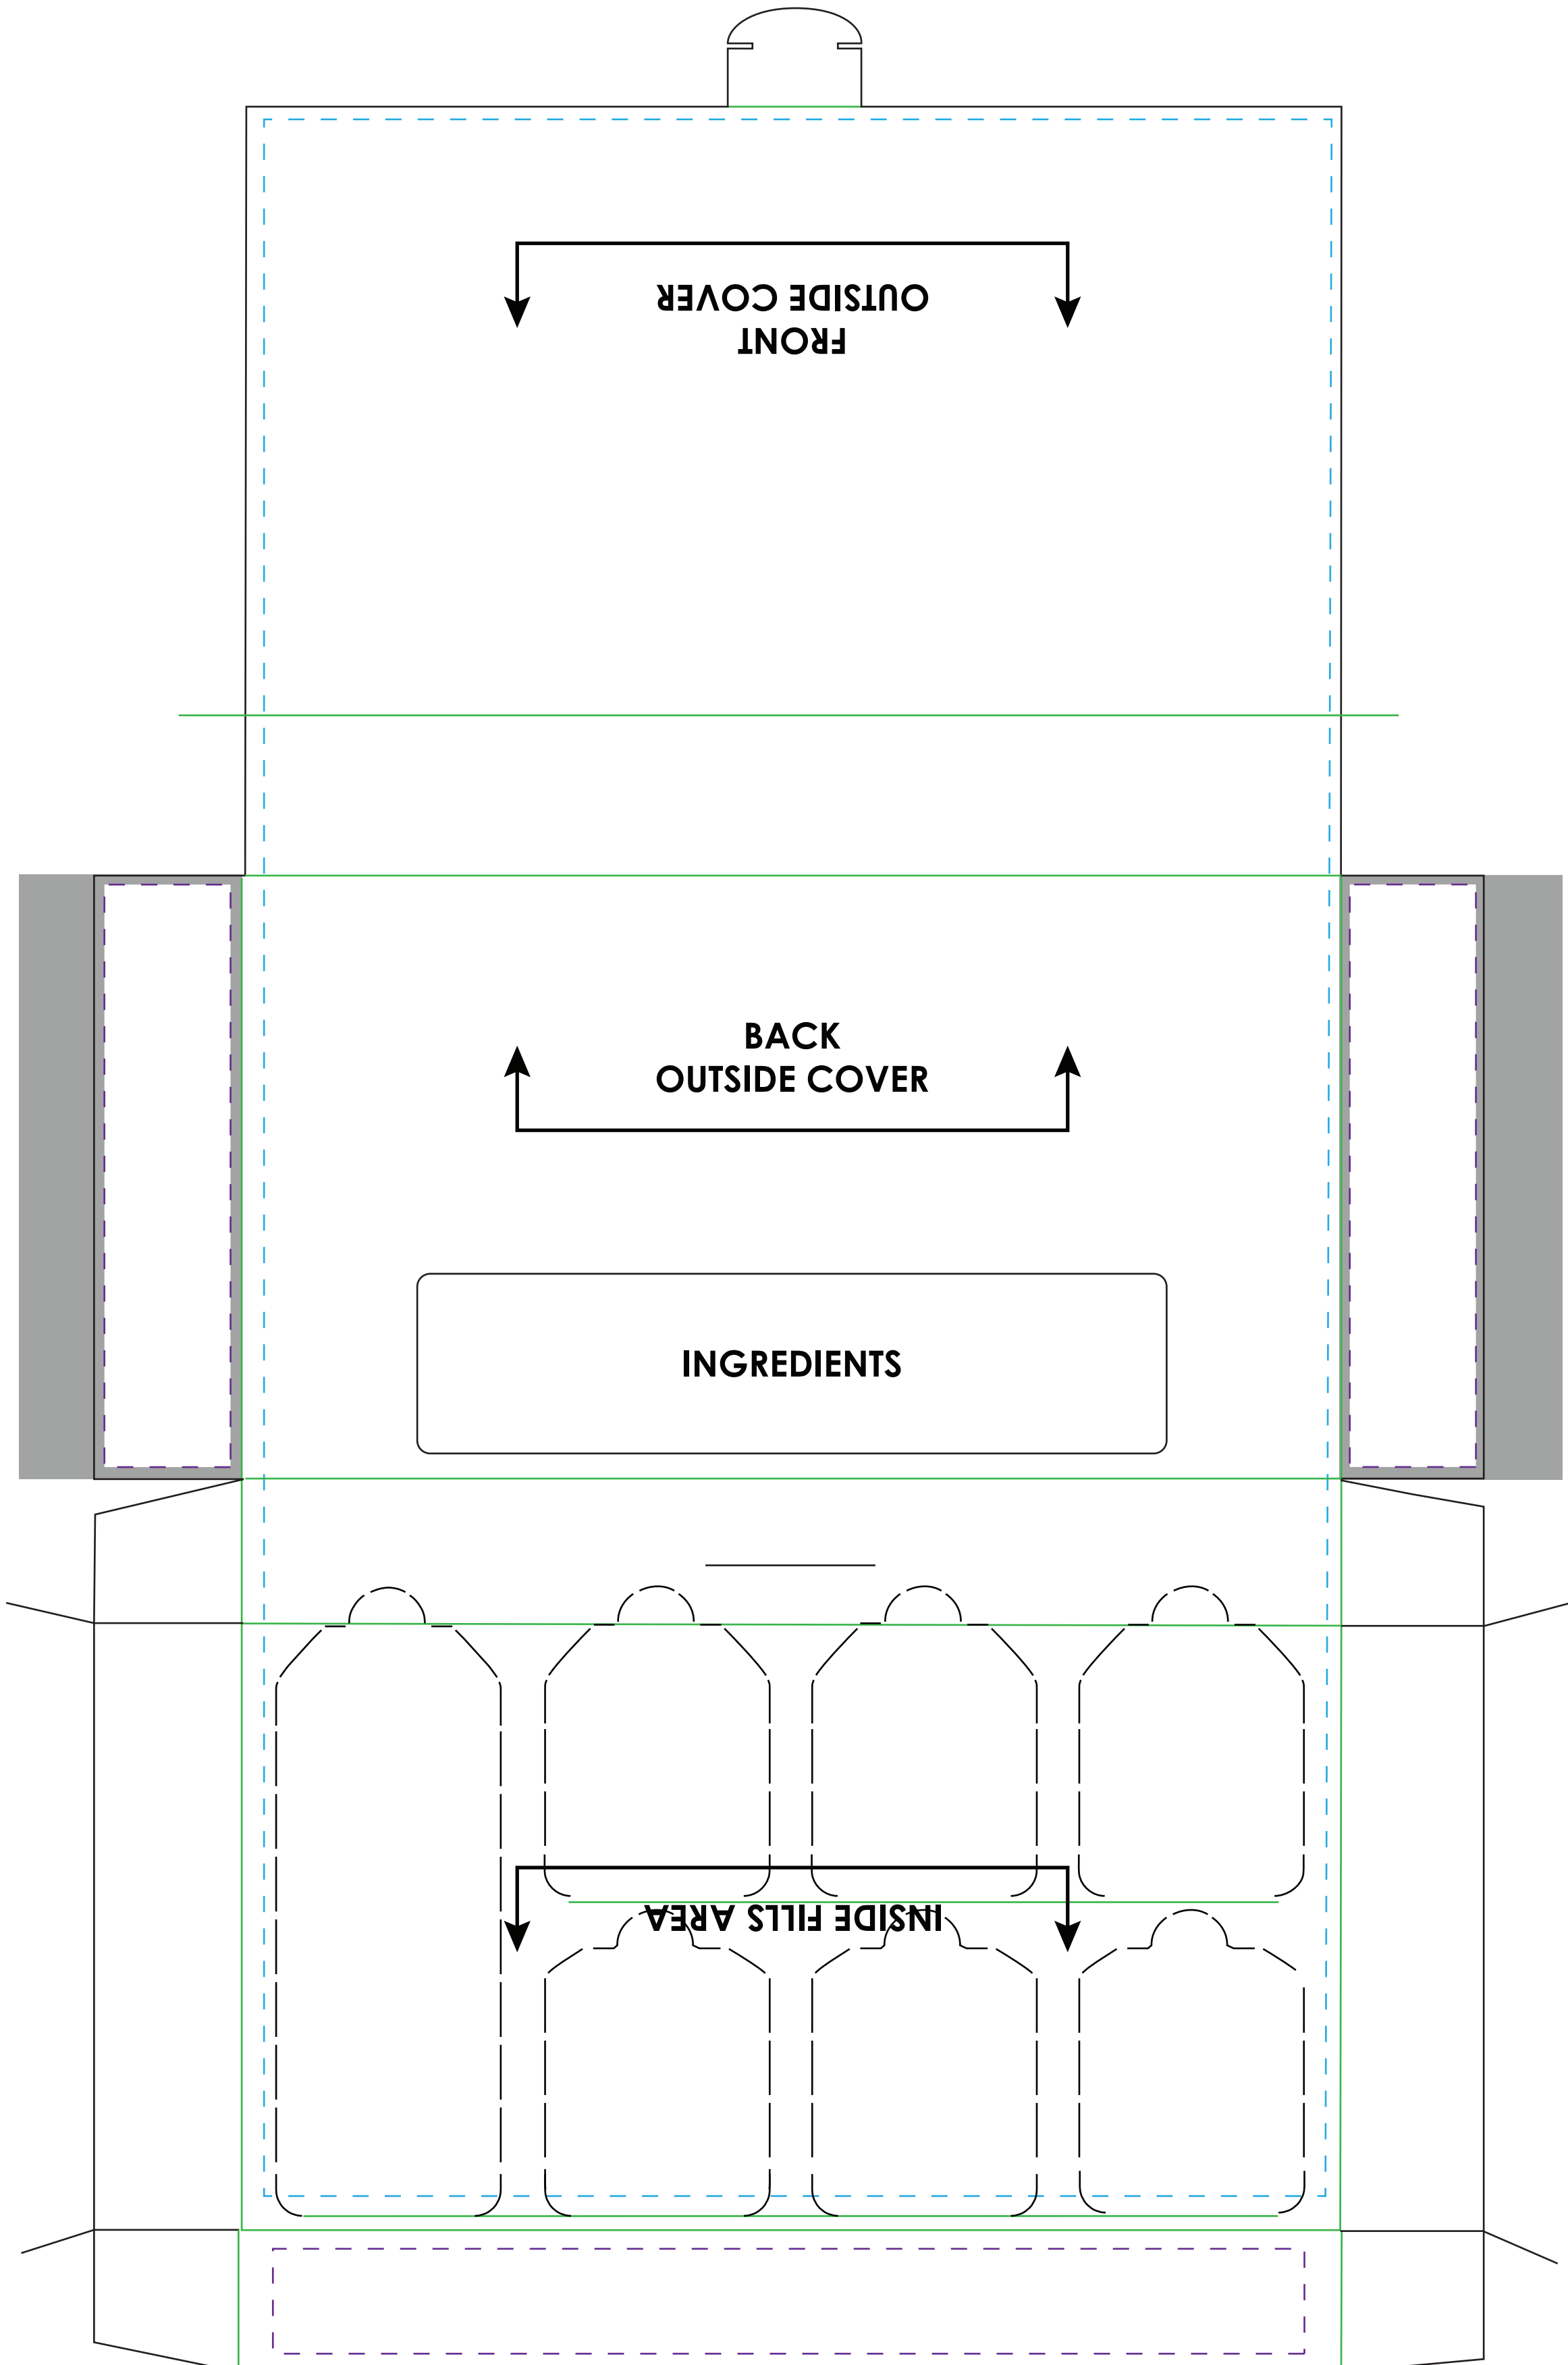 FRONT
OUTSIDE COVER
BACK
OUTSIDE COVER
INGREDIENTS
INSIDE FILLS AREA